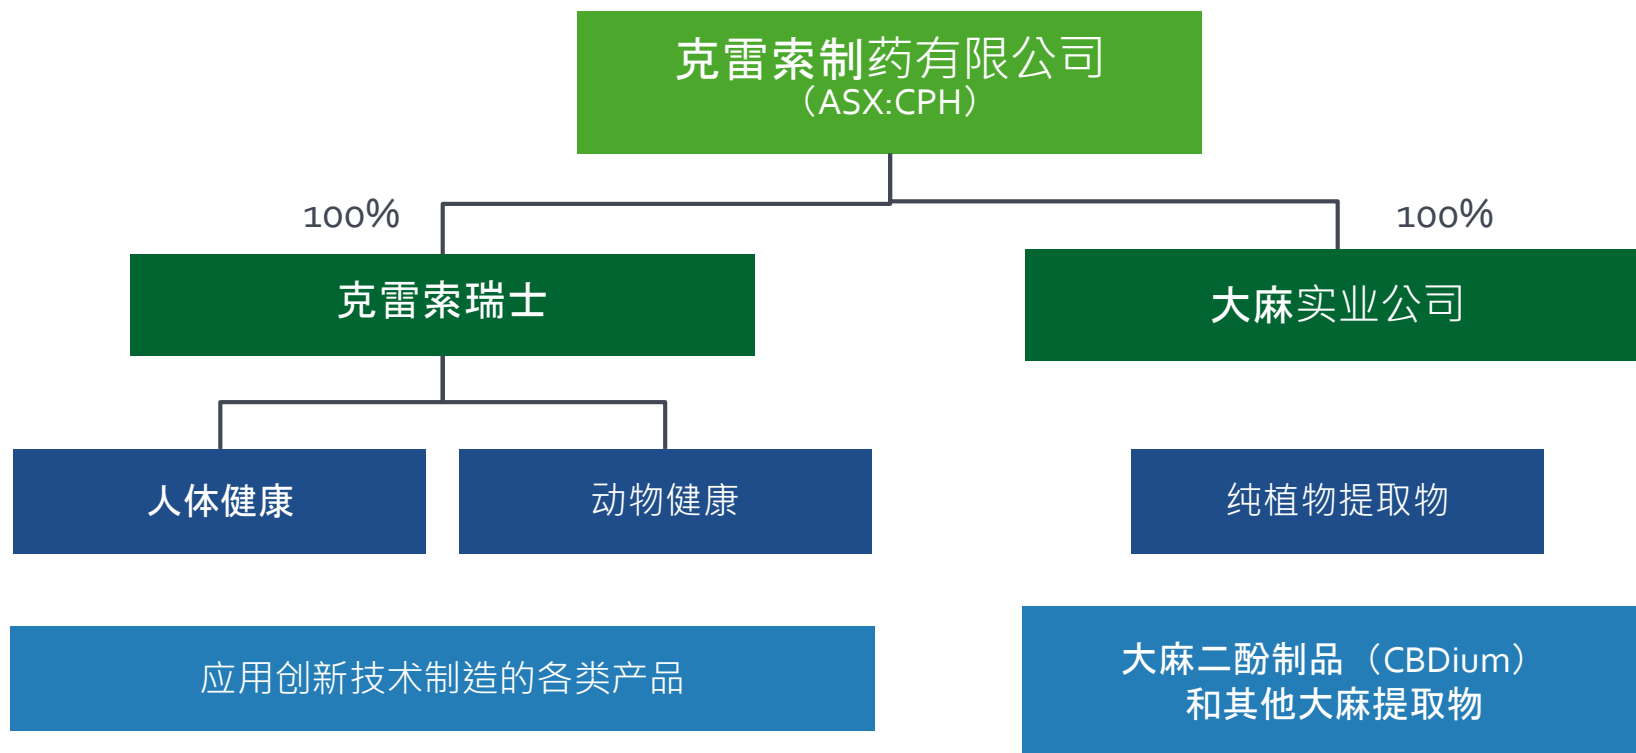 克雷索制药有限公司
（ASX:CPH）
100%
100%
克雷索瑞士
大麻实业公司
人体健康
动物健康
纯植物提取物
应用创新技术制造的各类产品
大麻二酚制品（CBDium）
和其他大麻提取物